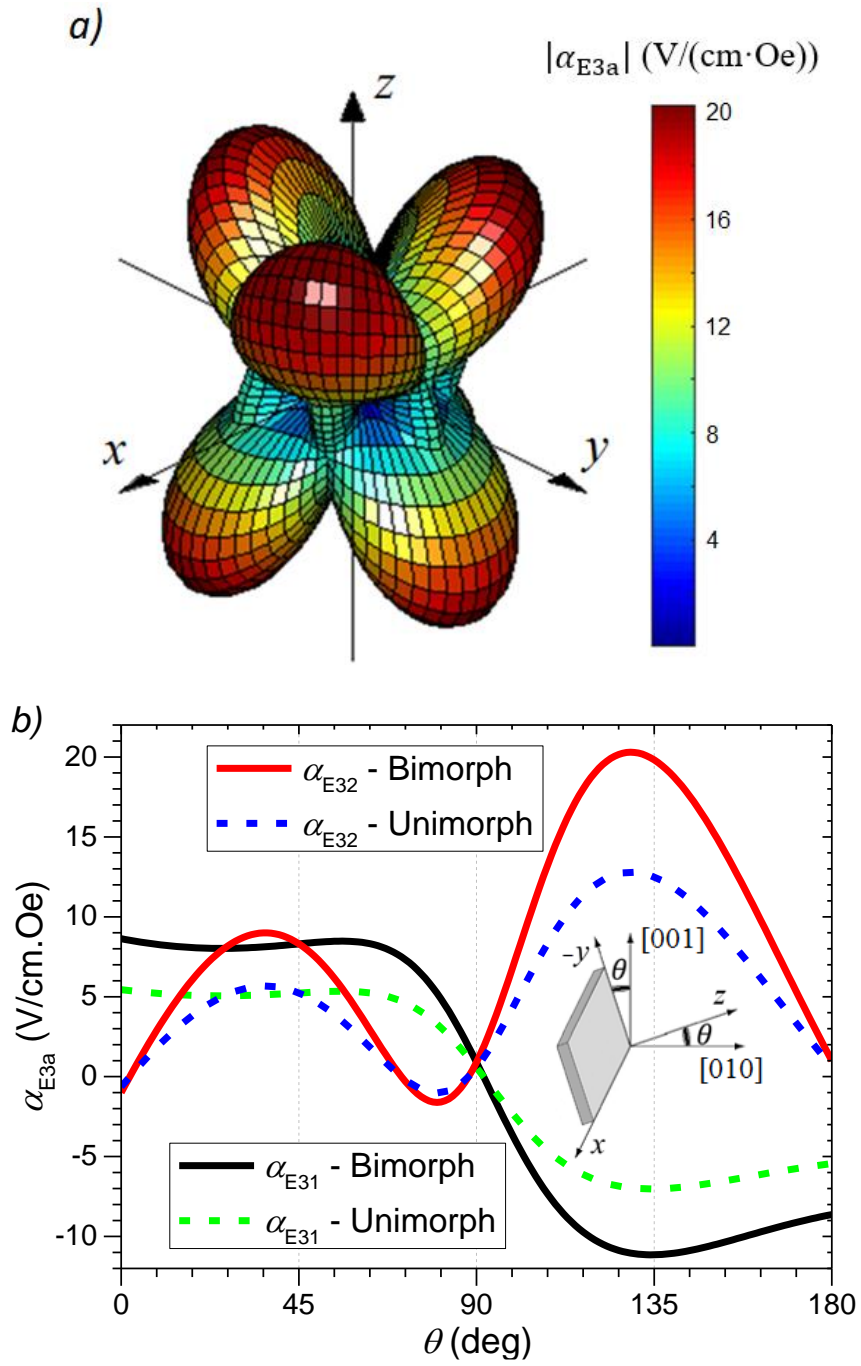 a)
|αE3a| (V/(cm·Oe))
z
20
16
x
y
12
8
4
b)
20
αE32 - Bimorph
αE32 - Unimorph
15
10
[001]
-y
θ
z
5
θ
[010]
0
x
αE31 - Bimorph
-5
αE31 - Unimorph
-10
αE3a (V/cm.Oe)
0
45
90
135
180
θ (deg)